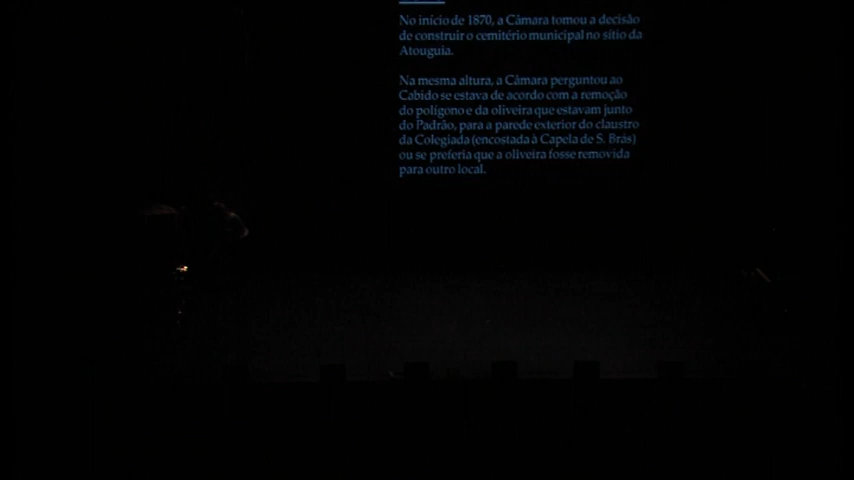 No início de 1870, a Câmara tomou a decisão
de construir o cemitério municipal no sítio da
Atouguia.
Na mesma altura, a Câmara perguntou ao
Cabido se estava de acordo com a remoção
do polígono e da oliveira que estavam junto
do Padrão, para a parede exterior do claustro
da Colegiada (encostada à Capela de S. Brás)
ou se preferia que a oliveira fosse removida
para outro local.